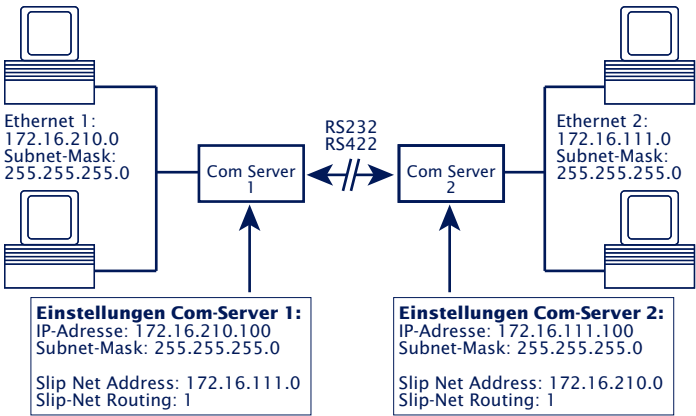 Ethernet 1:
172.16.210.0
Subnet-Mask:
255.255.255.0
RS232
RS422
Ethernet 2:
172.16.111.0
Subnet-Mask:
255.255.255.0
Com Server
1
Com Server
2
Einstellungen Com-Server 1:
IP-Adresse: 172.16.210.100
Subnet-Mask: 255.255.255.0
Slip Net Address: 172.16.111.0
Slip-Net Routing: 1
Einstellungen Com-Server 2:
IP-Adresse: 172.16.111.100
Subnet-Mask: 255.255.255.0
Slip Net Address: 172.16.210.0
Slip-Net Routing: 1